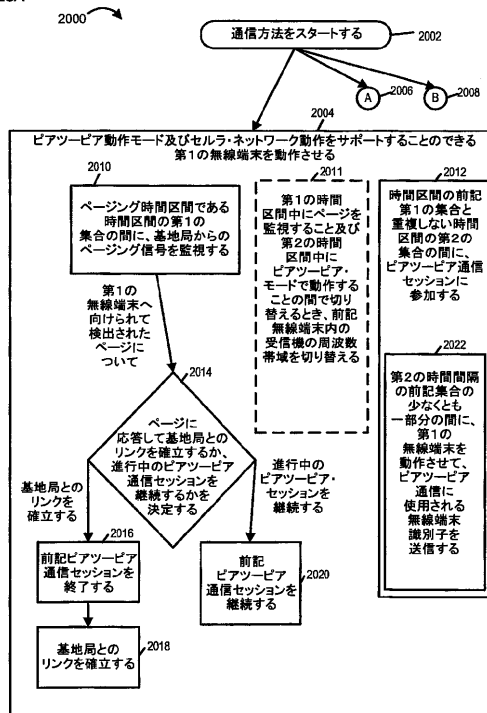 2000
通信方法をスタートする
2002
A
2006
B
2008
2004
ピアツーピア動作モード及びセルラ・ネットワーク動作をサポートすることのできる
第1の無線端末を動作させる
2010
ページング時間区間である
時間区間の第1の
集合の間に、基地局からの
ページング信号を監視する
2011
第1の時間
区間中にページを
監視すること及び
第2の時間
区間中に
ピアツーピア・
モードで動作する
ことの間で切り
替えるとき、前記
無線端末内の
受信機の周波数
帯域を切り替える
2012
時間区間の前記
第1の集合と
重複しない時間
区間の第2の
集合の間に、
ピアツーピア通信
セッションに
参加する
2022
第2の時間間隔
の前記集合の
少なくとも
一部分の間に、
第1の
無線端末を
動作させて、
ピアツーピア
通信に
使用される
無線端末
識別子を
送信する
第1の
無線端末へ
向けられて
検出された
ページに
ついて
2014
ページに
応答して基地局との
リンクを確立するか、
進行中のピアツーピア
通信セッションを
継続するかを
決定する
基地局との
リンクを
確立する
進行中の
ピアツーピア・
セッションを
継続する
2016
前記ピアツーピア
通信セッションを
終了する
2020
前記
ピアツーピア
通信セッションを
継続する
2018
基地局との
リンクを確立する